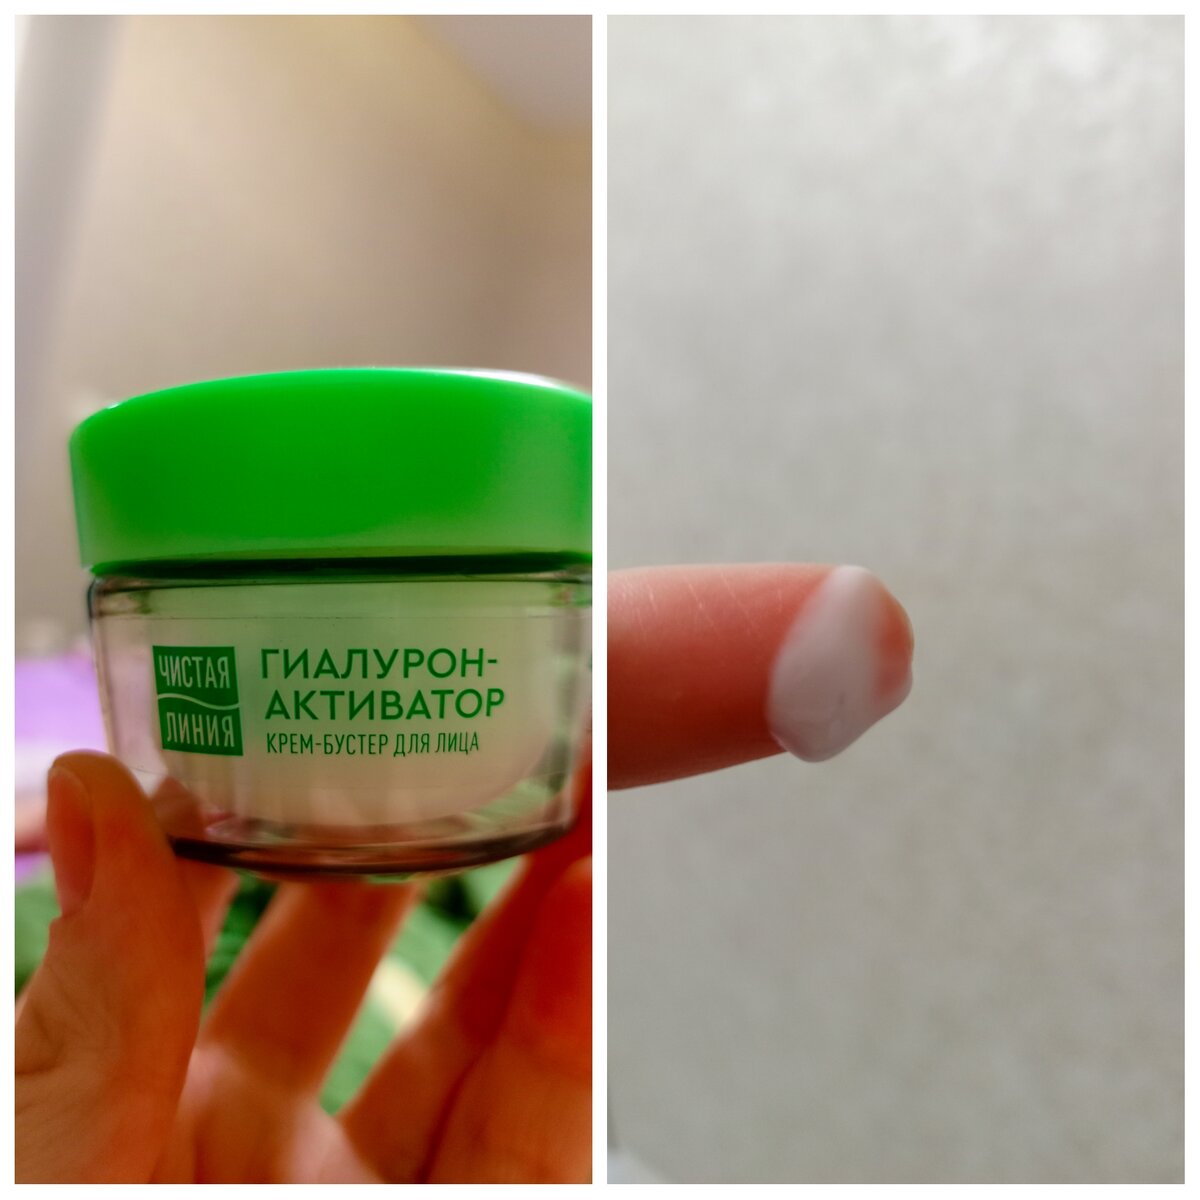 ЧИСТАЯ
ЛИНИЯ
ГИАЛУРОН-
АКТИВАТОР
КРЕМ-БУСТЕР ДЛЯ ЛИЦА